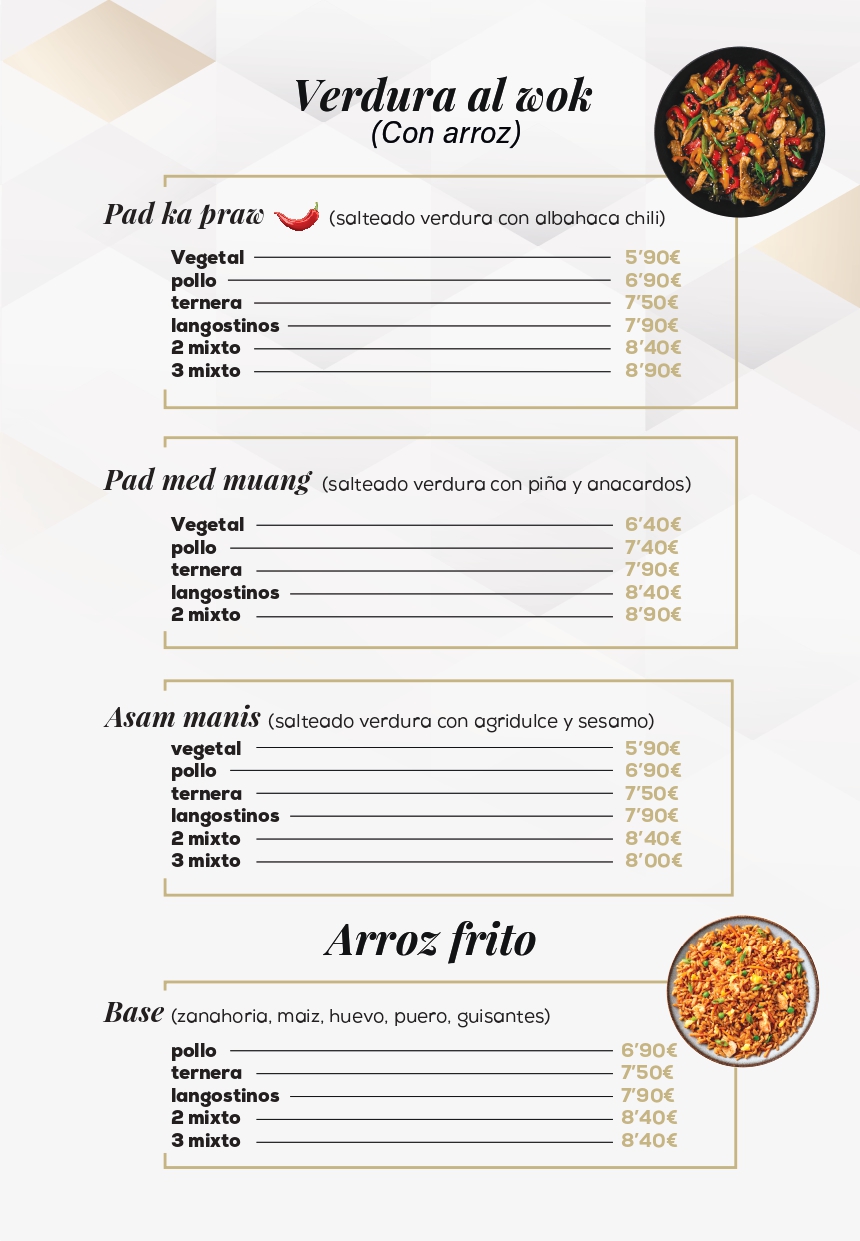 Verdura al wok
(Con arroz)
Pad ka praw (salteado verdura con albahaca chili)
Vegetal 5'90€
pollo 6'90€
ternera 7'50€
langostinos 7'90€
2 mixto 8'40€
3 mixto 8'90€
Pad med muang (salteado verdura con piña y anacardos)
Vegetal 6'40€
pollo 7'40€
ternera 7'90€
langostinos 8'40€
2 mixto 8'90€
Asam manis (salteado verdura con agridulce y sesamo)
vegetal 5'90€
pollo 6'90€
ternera 7'50€
langostinos 7'90€
2 mixto 8'40€
3 mixto 8'00€
Arroz frito
Base (zanahoria, maiz, huevo, puero, guisantes)
pollo 6'90€
ternera 7'50€
langostinos 7'90€
2 mixto 8'40€
3 mixto 8'40€